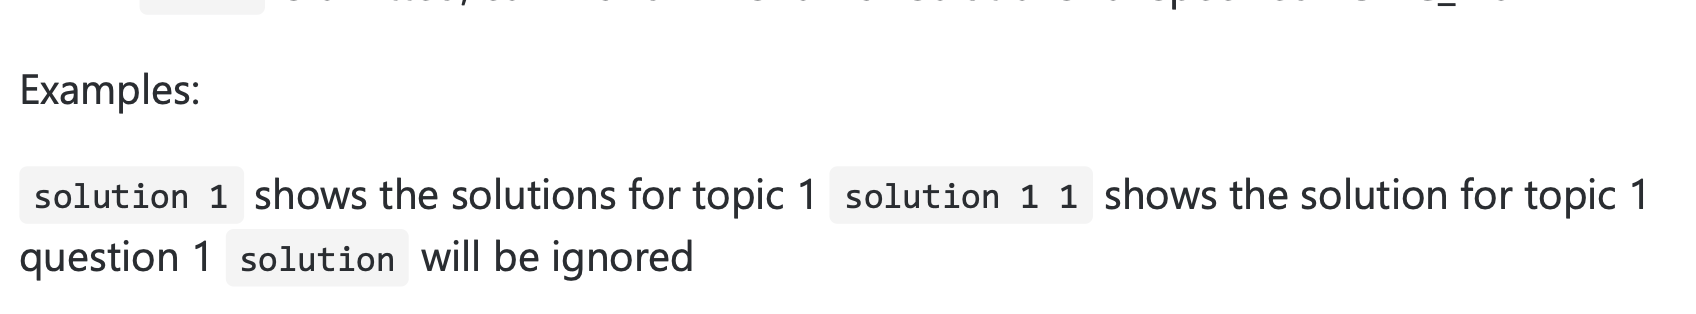 Examples:
solution 1 shows the solutions for topic 1 solution 1 1 shows the solution for topic 1
question 1 solution will be ignored